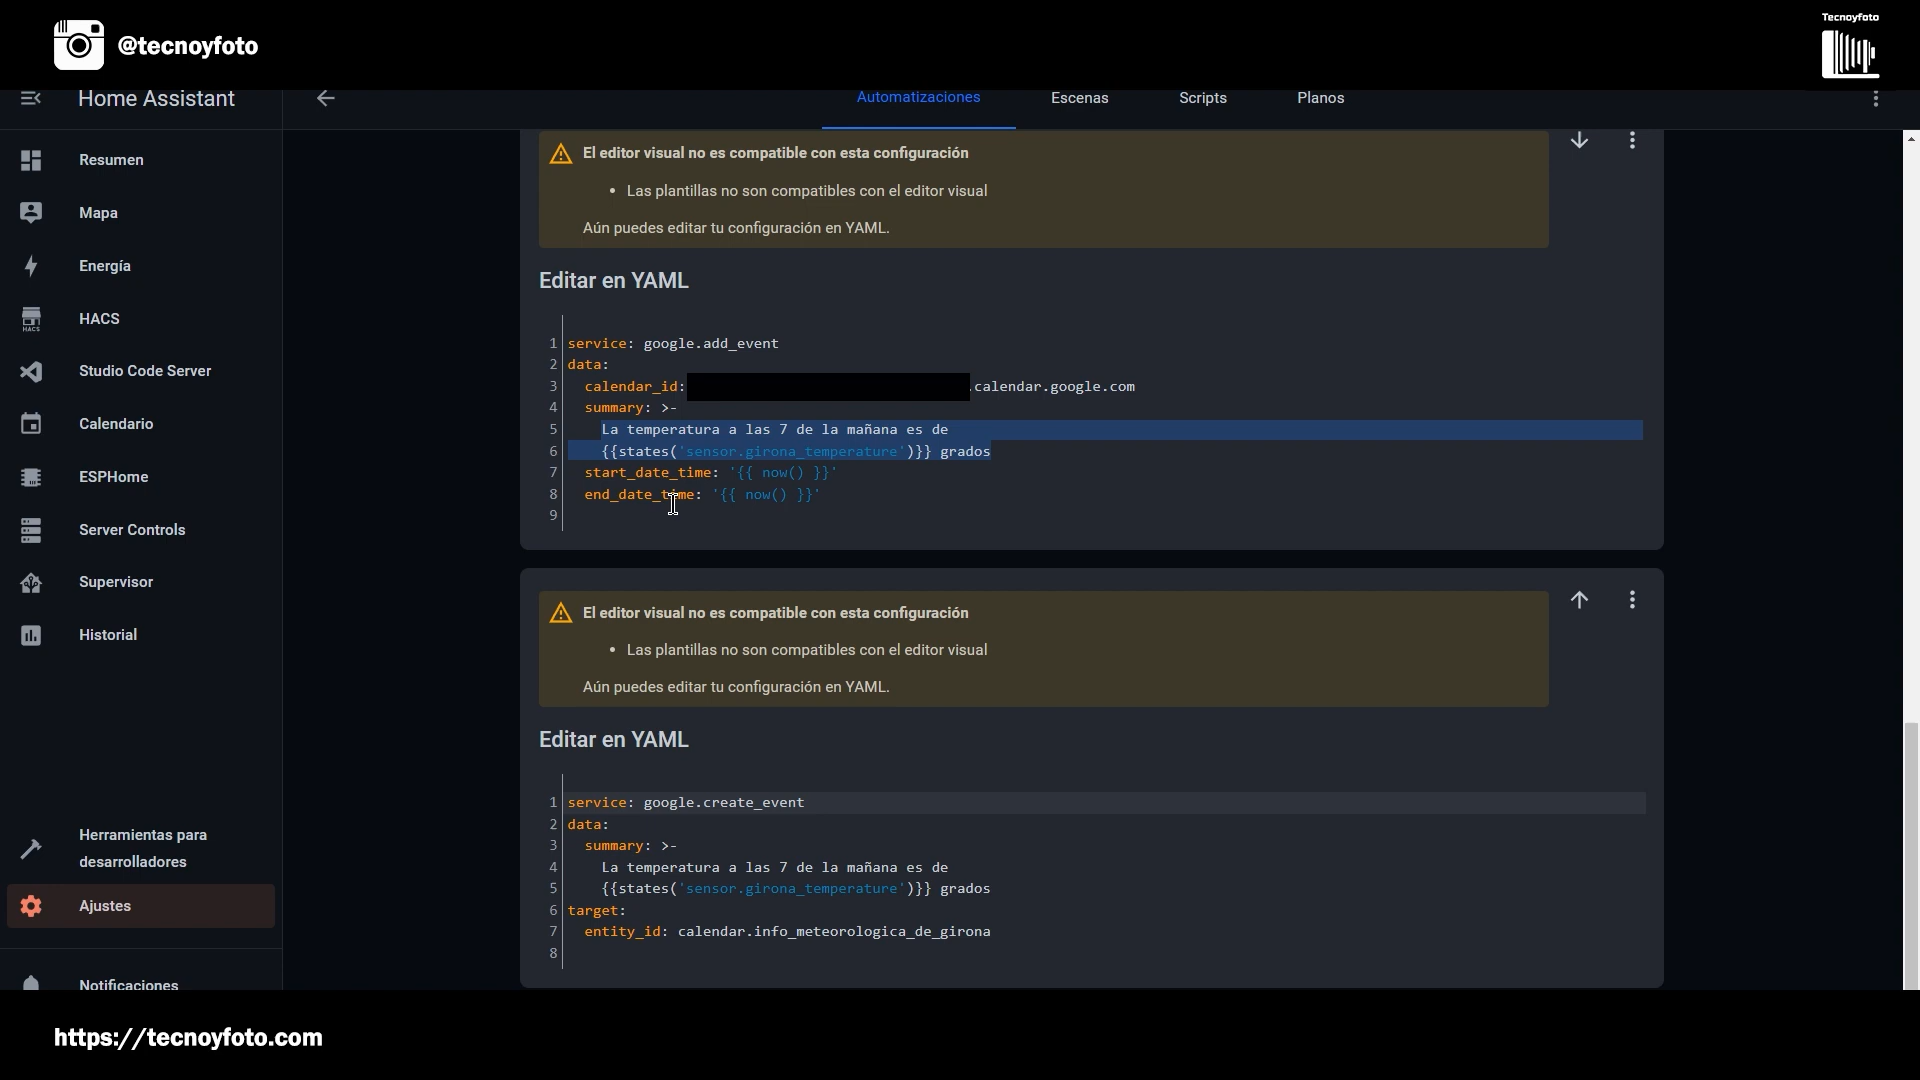 @tecnoyfoto
Tecnoyfoto
Home Assistant
Automatizaciones
Escenas
Scripts
Planos
Resumen
Mapa
Energía
HACS
HACS
Studio Code Server
Calendario
ESPHome
Server Controls
Supervisor
Historial
Herramientas para
desarrolladores
Ajustes
Notificaciones
El editor visual no es compatible con esta configuración
• Las plantillas no son compatibles con el editor visual
Aún puedes editar tu configuración en YAML.
Editar en YAML
1 service: google.add_event
2 data:
3   calendar_id: .calendar.google.com
4   summary: >-
5     La temperatura a las 7 de la mañana es de
6     {{states('sensor.girona_temperature')}} grados
7   start_date_time: '{{ now() }}'
8   end_date_time: '{{ now() }}'
9
El editor visual no es compatible con esta configuración
• Las plantillas no son compatibles con el editor visual
Aún puedes editar tu configuración en YAML.
Editar en YAML
1 service: google.create_event
2 data:
3   summary: >-
4     La temperatura a las 7 de la mañana es de
5     {{states('sensor.girona_temperature')}} grados
6 target:
7   entity_id: calendar.info_meteorologica_de_girona
8
https://tecnoyfoto.com